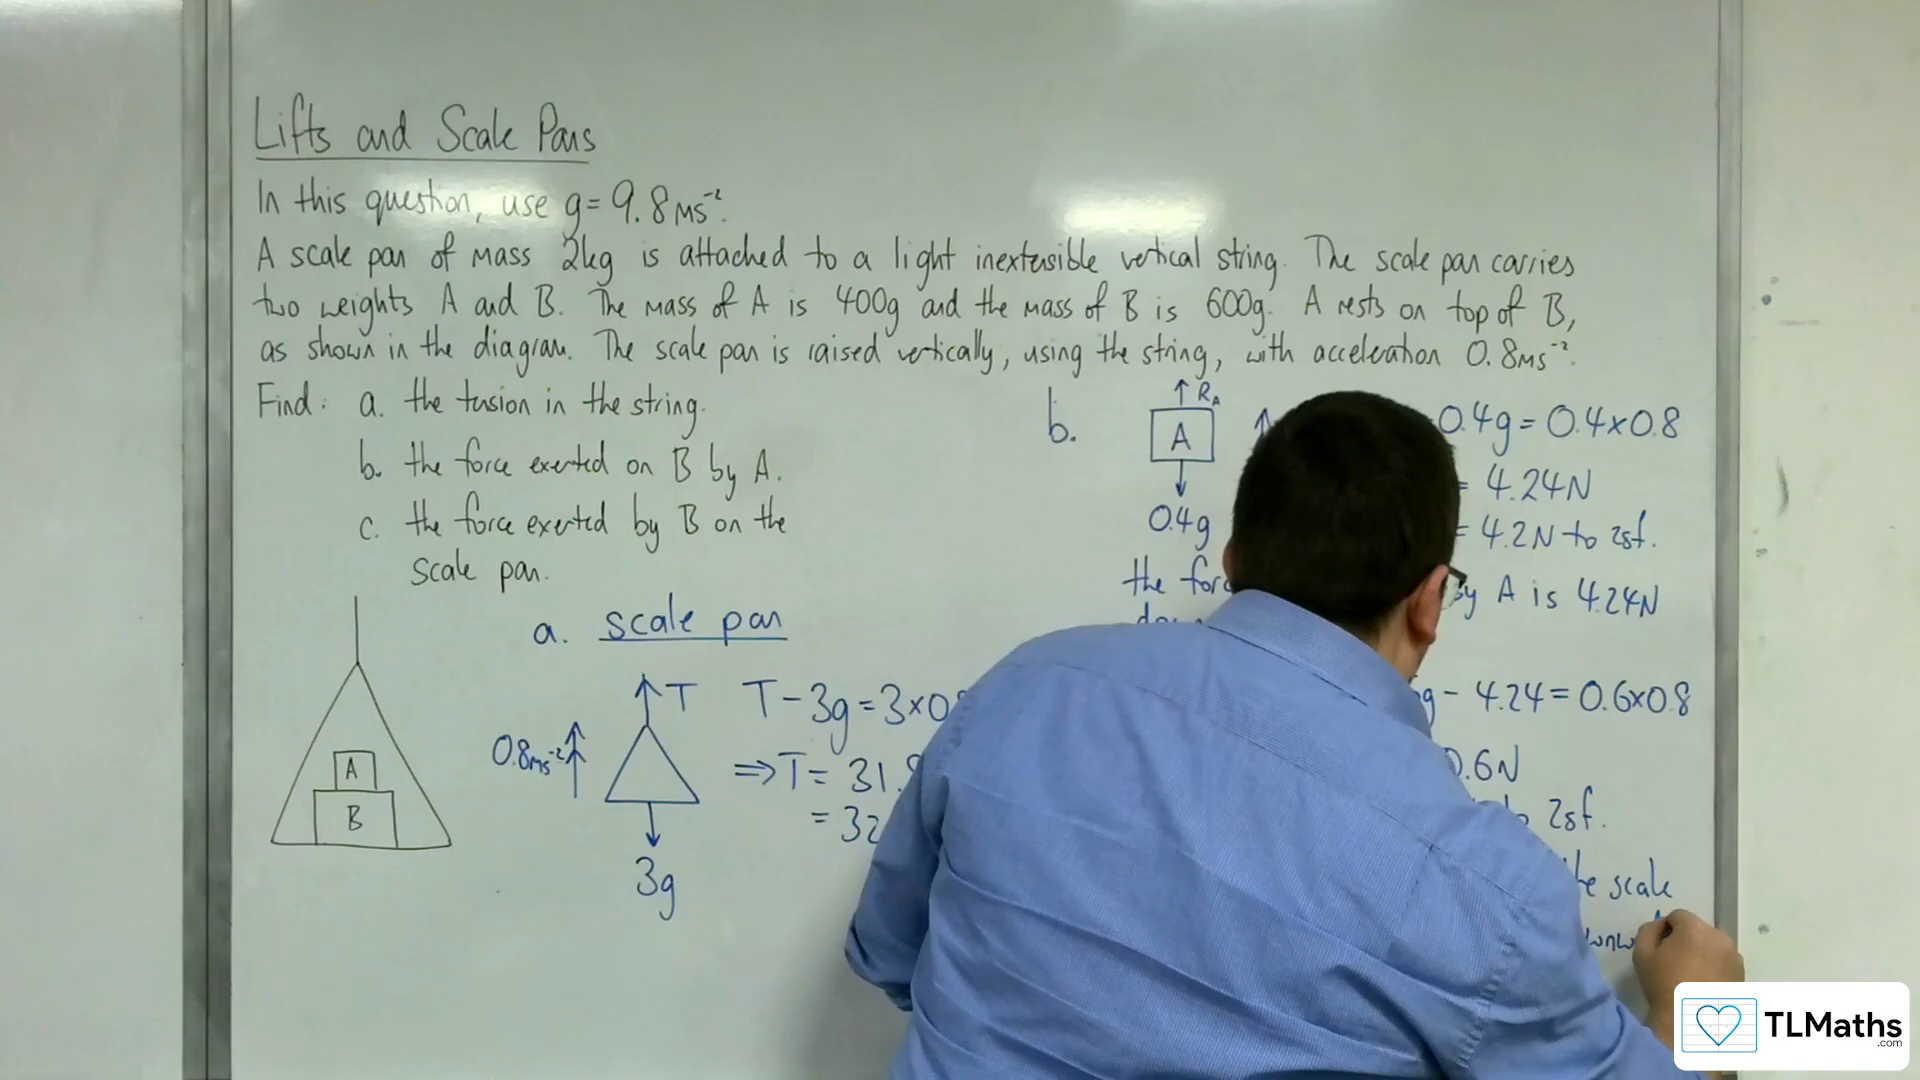 Lifts and Scale Pans
In this question, use g = 9.8ms⁻².
A scale pan of mass 2kg is attached to a light inextensible vertical string. The scale pan carries
two weights A and B. The mass of A is 400g and the mass of B is 600g. A rests on top of B,
as shown in the diagram. The scale pan is raised vertically, using the string, with acceleration 0.8ms⁻².
Find: a. the tension in the string.
b. the force exerted on B by A.
c. the force exerted by B on the
scale pan.
A
B
a. scale pan
T
0.8ms⁻²
3g
T - 3g = 3×0
⇒ T = 31.
= 32
b.
R_A
A
0.4g
0.4g = 0.4×0.8
= 4.24N
= 4.2N to 2sf.
the by A is 4.24N
g - 4.24 = 0.6×0.8
0.6N
2sf.
scale
TLMaths
.com